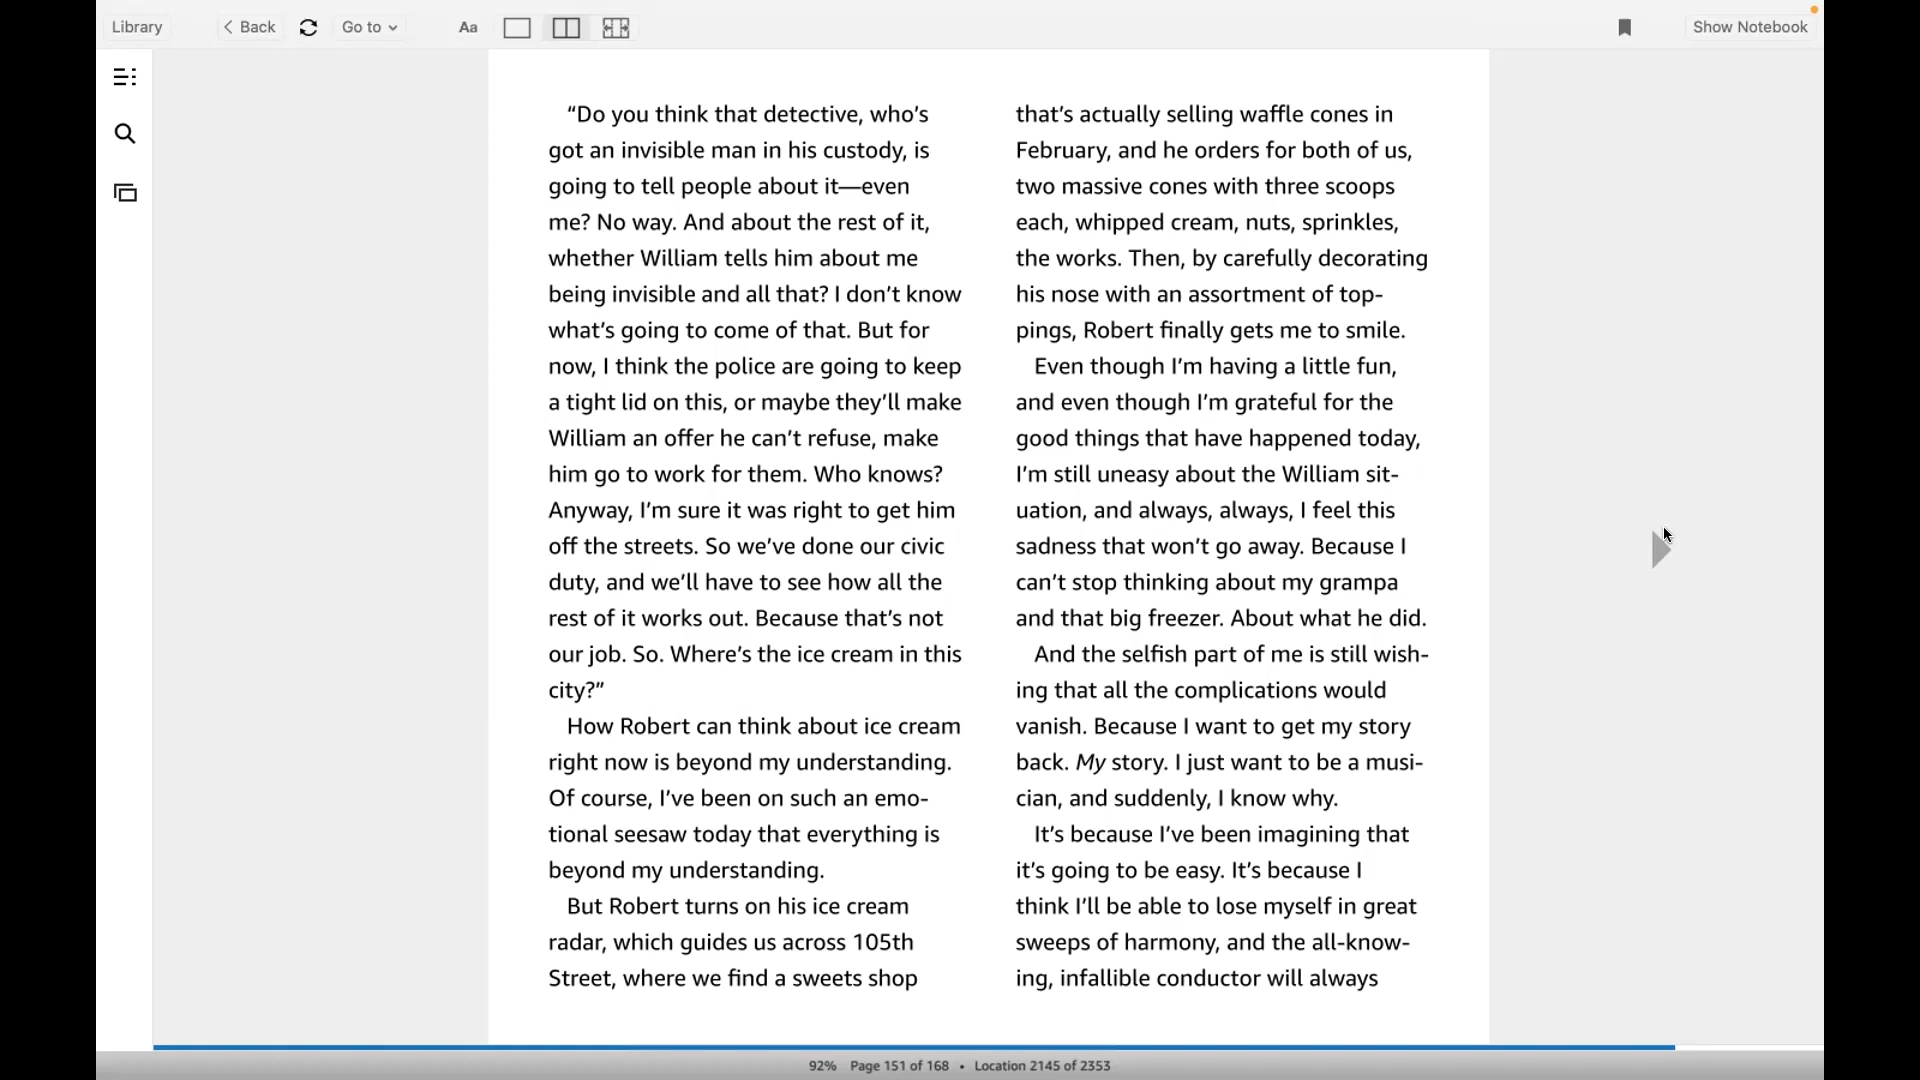 Library
Back
Go to
Aa
Show Notebook
“Do you think that detective, who’s
got an invisible man in his custody, is
going to tell people about it—even
me? No way. And about the rest of it,
whether William tells him about me
being invisible and all that? I don’t know
what’s going to come of that. But for
now, I think the police are going to keep
a tight lid on this, or maybe they’ll make
William an offer he can’t refuse, make
him go to work for them. Who knows?
Anyway, I’m sure it was right to get him
off the streets. So we’ve done our civic
duty, and we’ll have to see how all the
rest of it works out. Because that’s not
our job. So. Where’s the ice cream in this
city?”
How Robert can think about ice cream
right now is beyond my understanding.
Of course, I’ve been on such an emo-
tional seesaw today that everything is
beyond my understanding.
But Robert turns on his ice cream
radar, which guides us across 105th
Street, where we find a sweets shop
that’s actually selling waffle cones in
February, and he orders for both of us,
two massive cones with three scoops
each, whipped cream, nuts, sprinkles,
the works. Then, by carefully decorating
his nose with an assortment of top-
pings, Robert finally gets me to smile.
Even though I’m having a little fun,
and even though I’m grateful for the
good things that have happened today,
I’m still uneasy about the William sit-
uation, and always, always, I feel this
sadness that won’t go away. Because I
can’t stop thinking about my grampa
and that big freezer. About what he did.
And the selfish part of me is still wish-
ing that all the complications would
vanish. Because I want to get my story
back. My story. I just want to be a musi-
cian, and suddenly, I know why.
It’s because I’ve been imagining that
it’s going to be easy. It’s because I
think I’ll be able to lose myself in great
sweeps of harmony, and the all-know-
ing, infallible conductor will always
92% Page 151 of 168 • Location 2145 of 2353